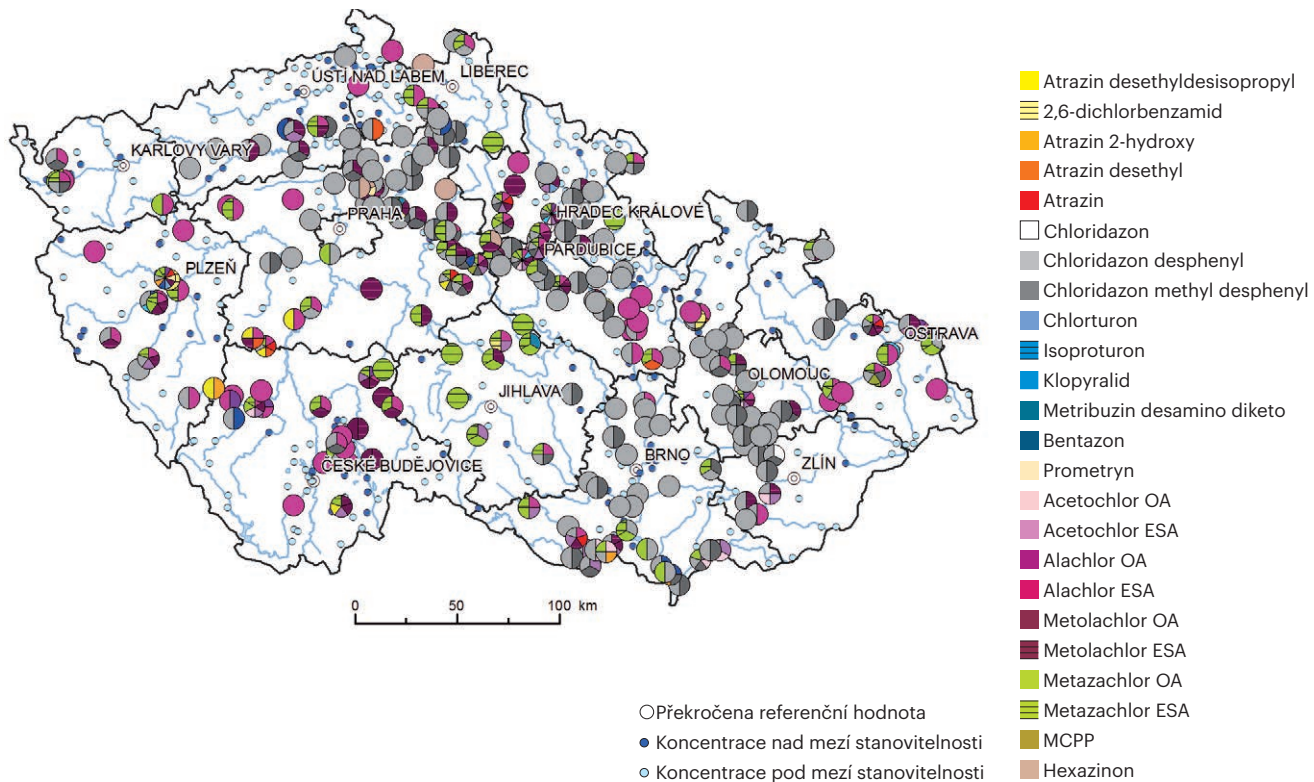 ÚSTÍ NAD LABEM
LIBEREC
KARLOVY VARY
PRAHA
HRADEC KRÁLOVÉ
PARDUBICE
PLZEŇ
OSTRAVA
OLOMOUC
JIHLAVA
BRNO
ZLÍN
ČESKÉ BUDĚJOVICE
0 50 100 km
Překročena referenční hodnota
Koncentrace nad mezí stanovitelnosti
Koncentrace pod mezí stanovitelnosti
Atrazin desethyldesisopropyl
2,6-dichlorbenzamid
Atrazin 2-hydroxy
Atrazin desethyl
Atrazin
Chloridazon
Chloridazon desphenyl
Chloridazon methyl desphenyl
Chlorturon
Isoproturon
Klopyralid
Metribuzin desamino diketo
Bentazon
Prometryn
Acetochlor OA
Acetochlor ESA
Alachlor OA
Alachlor ESA
Metolachlor OA
Metolachlor ESA
Metazachlor OA
Metazachlor ESA
MCPP
Hexazinon